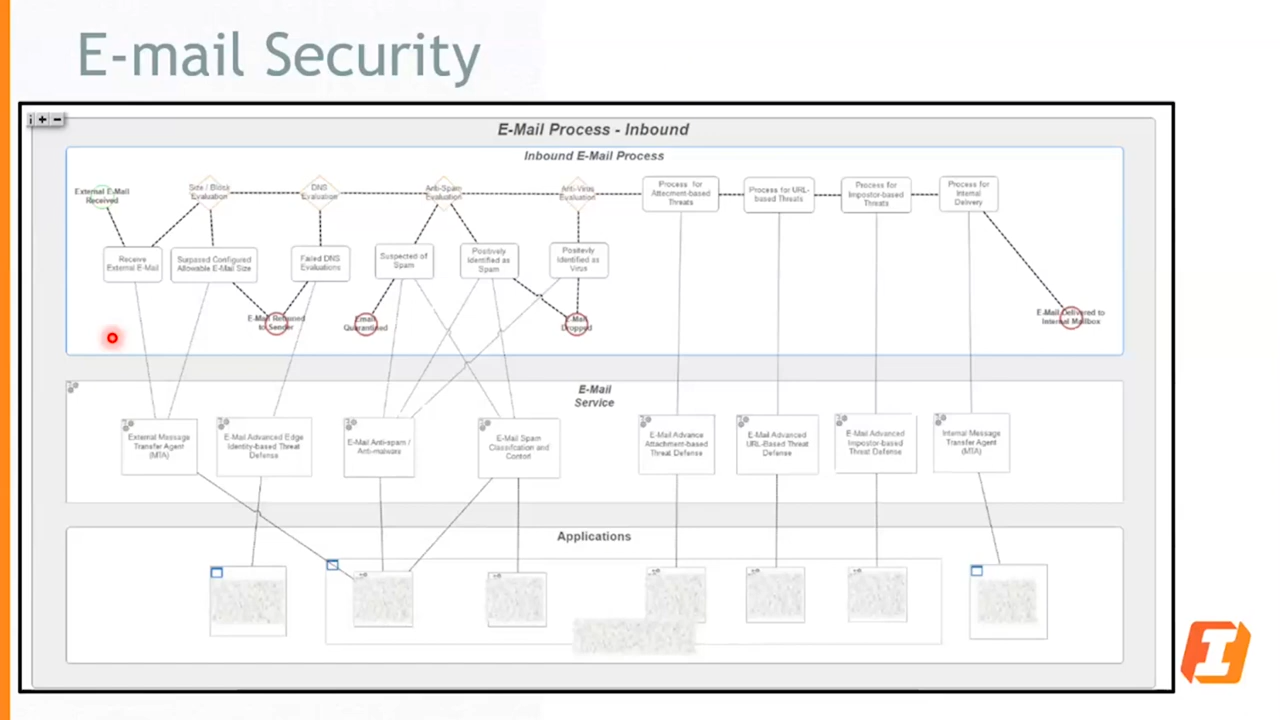 E-mail Security
i + −
E-Mail Process - Inbound
Inbound E-Mail Process
External E-Mail
Received
Size / Block
Evaluation
DNS
Evaluation
Anti-Spam
Evaluation
Anti-Virus
Evaluation
Process for
Attacment-based
Threats
Process for URL-
based Threats
Process for
Impostor-based
Threats
Process for
Internal
Delivery
Receive
External E-Mail
Surpased Configured
Allowable E-Mail Size
Failed DNS
Evaluations
Suspected of
Spam
Positively
Identified as
Spam
Positevly
Identified as
Virus
E-Mail Returned
to Sender
Email
Quarantined
E-Mail
Dropped
E-Mail Delivered to
Internal Mailbox
E-Mail
Service
External Message
Transfer Agent
(MTA)
E-Mail Advanced Edge
Identity-based Threat
Defense
E-Mail Anti-spam /
Anti-malware
E-Mail Spam
Classification and
Control
E-Mail Advance
Attachment-based
Threat Defense
E-Mail Advanced
URL-Based Threat
Defense
E-Mail Advanced
Impostor-based
Threat Defense
Internal Message
Transfer Agent
(MTA)
Applications